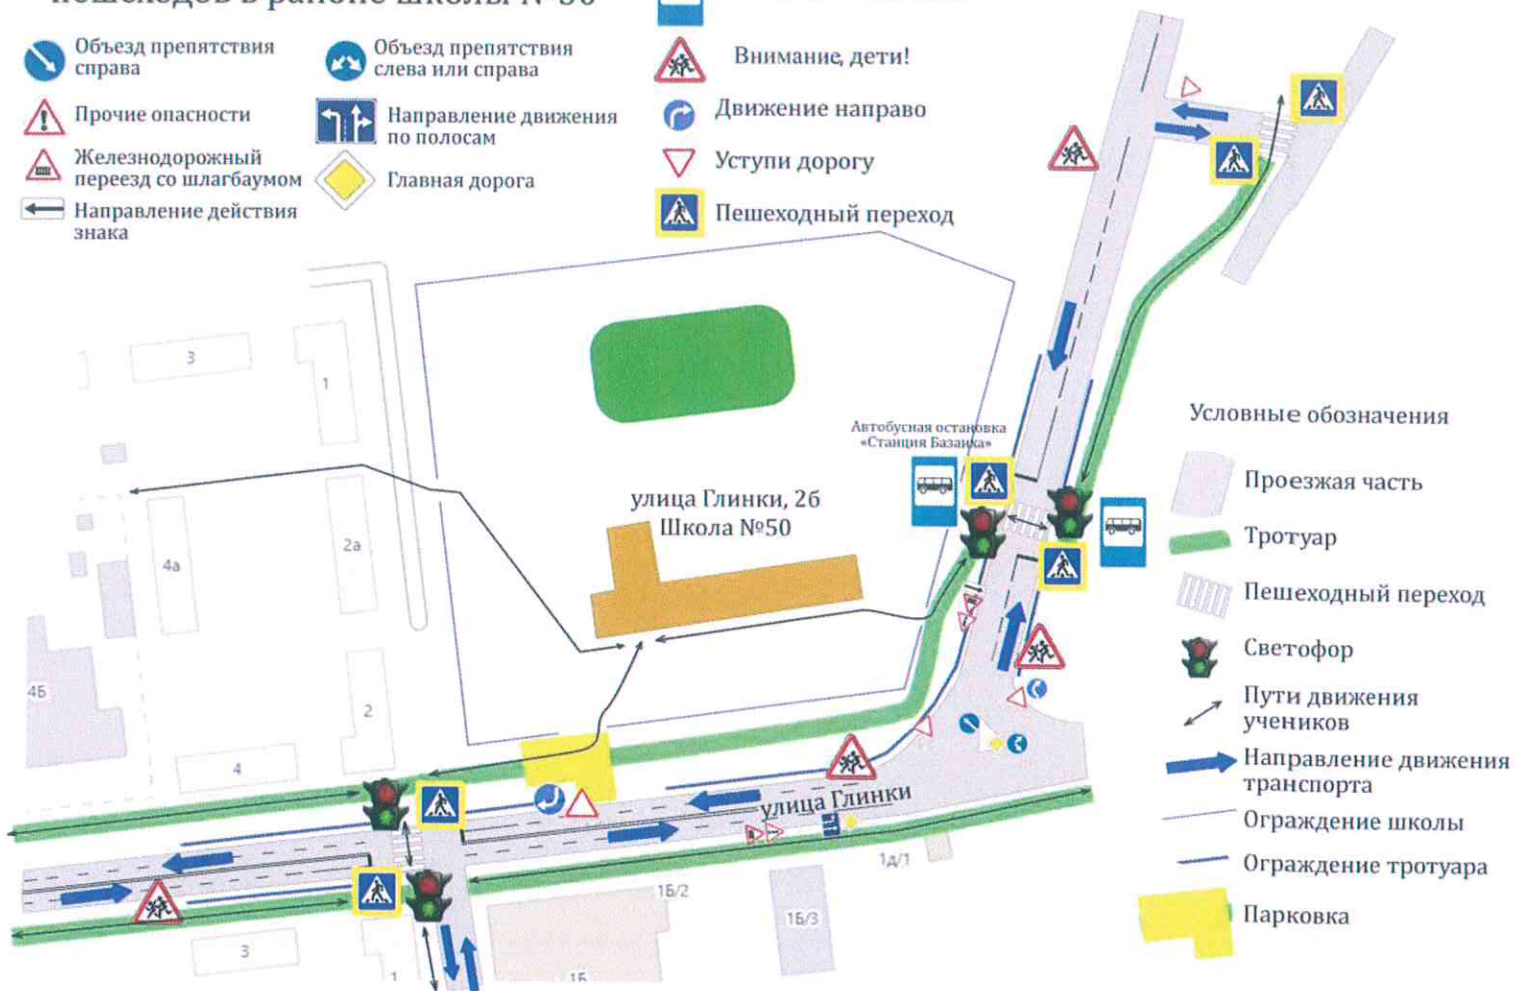 пешеходов в районе школы №50
Объезд препятствия
справа
Прочие опасности
Железнодорожный
переезд со шлагбаумом
Направление действия
знака
Объезд препятствия
слева или справа
Направление движения
по полосам
Главная дорога
Внимание, дети!
Движение направо
Уступи дорогу
Пешеходный переход
3
1
Автобусная остановка
«Станция Базаиха»
улица Глинки, 2б
Школа №50
4а
2а
4Б
2
4
улица Глинки
1д/1
1Б/2
1Б/3
3
1
1Б
Условные обозначения
Проезжая часть
Тротуар
Пешеходный переход
Светофор
Пути движения
учеников
Направление движения
транспорта
Ограждение школы
Ограждение тротуара
Парковка